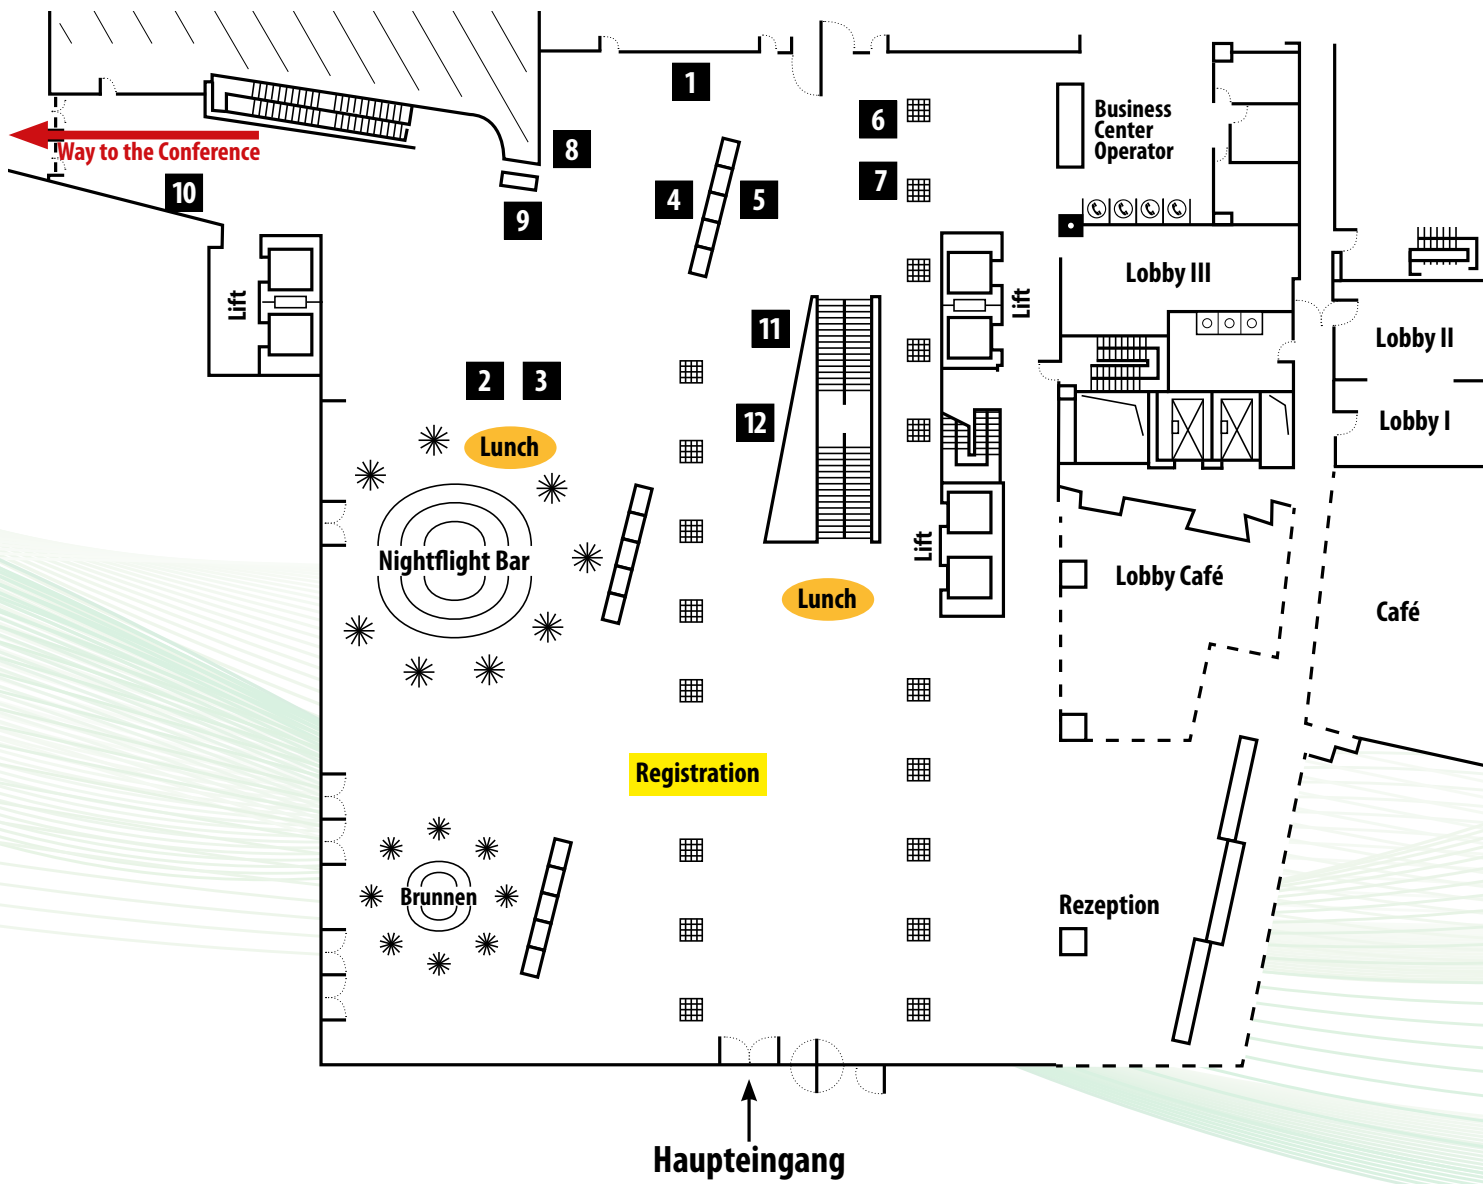 1
6
Business
Center
Operator
Way to the Conference
8
10
4
5
7
9
Lobby III
Lift
Lift
11
Lobby II
2
3
12
Lobby I
Lunch
Nightflight Bar
Lift
Lobby Café
Lunch
Café
Registration
Brunnen
Rezeption
Haupteingang